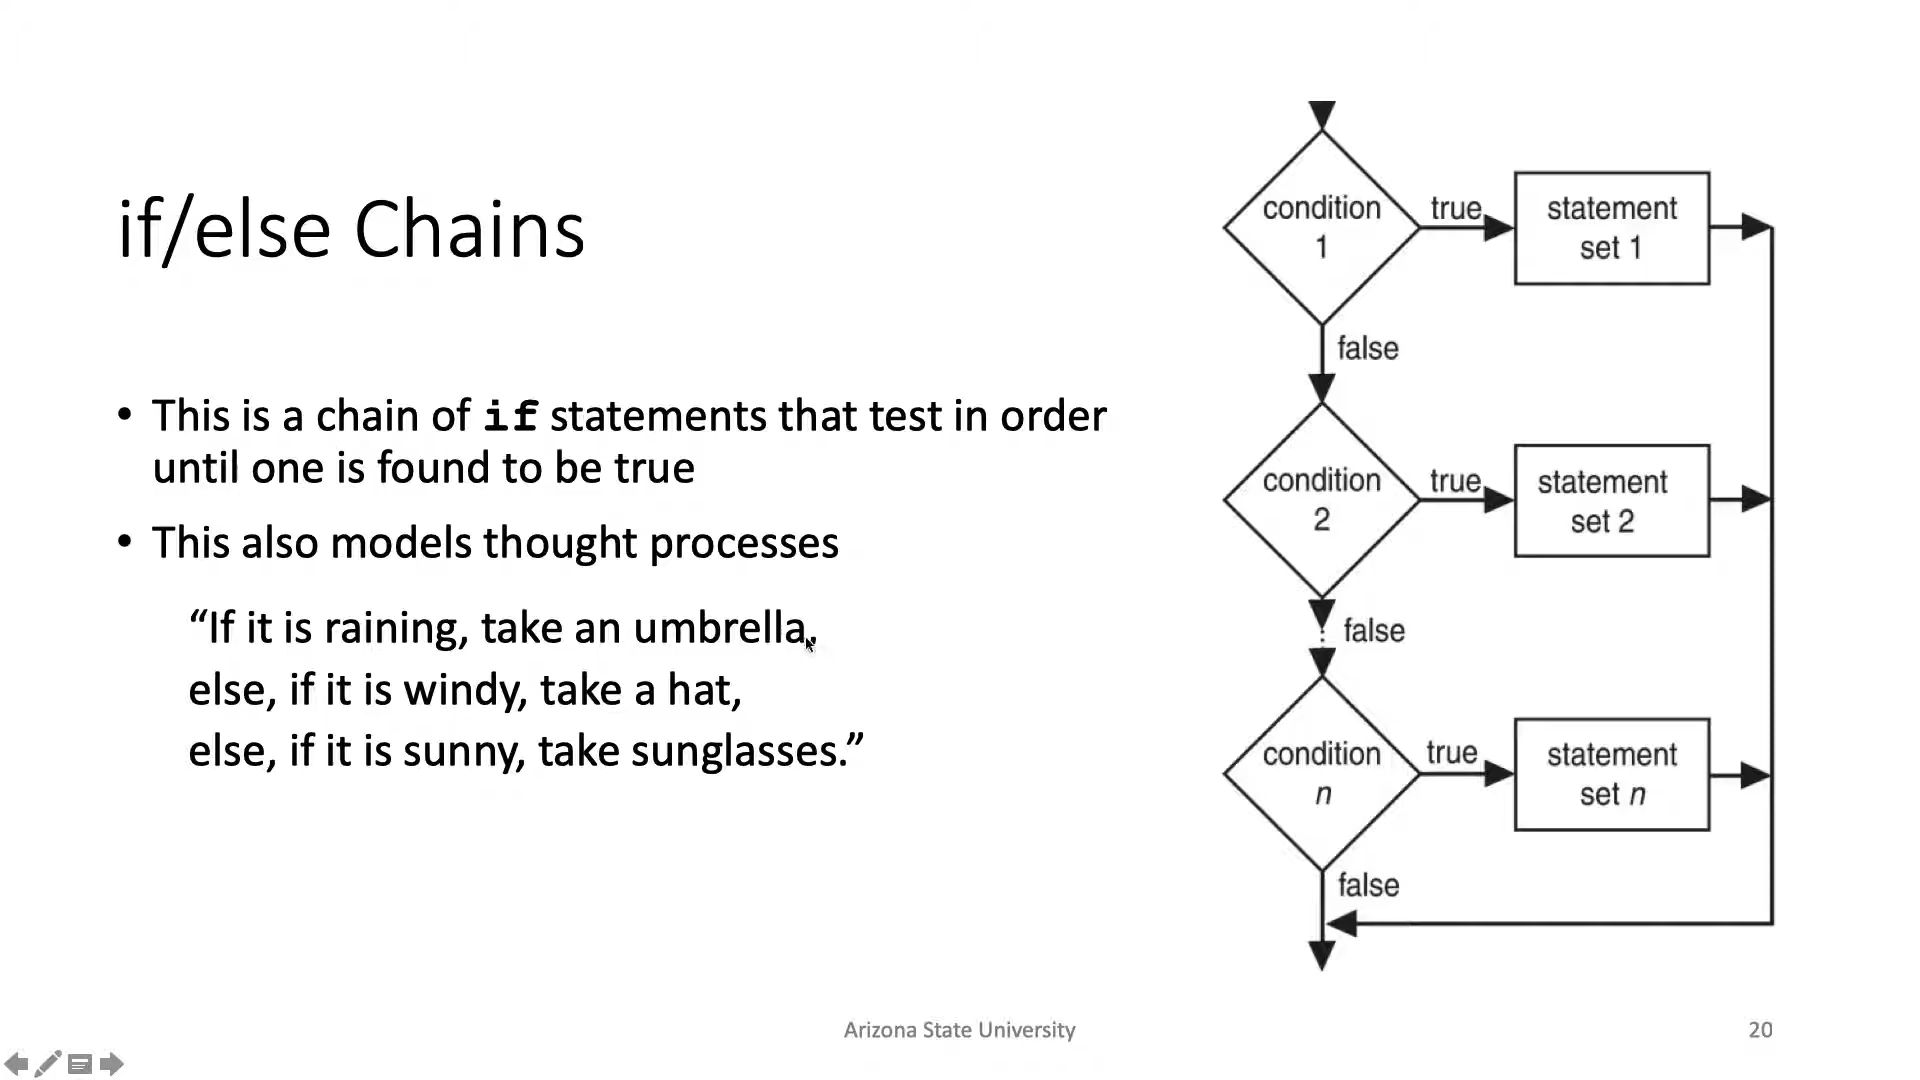 if/else Chains
• This is a chain of if statements that test in order
until one is found to be true
• This also models thought processes
“If it is raining, take an umbrella,
else, if it is windy, take a hat,
else, if it is sunny, take sunglasses.”
condition
1
true
statement
set 1
false
condition
2
true
statement
set 2
false
condition
n
true
statement
set n
false
Arizona State University
20